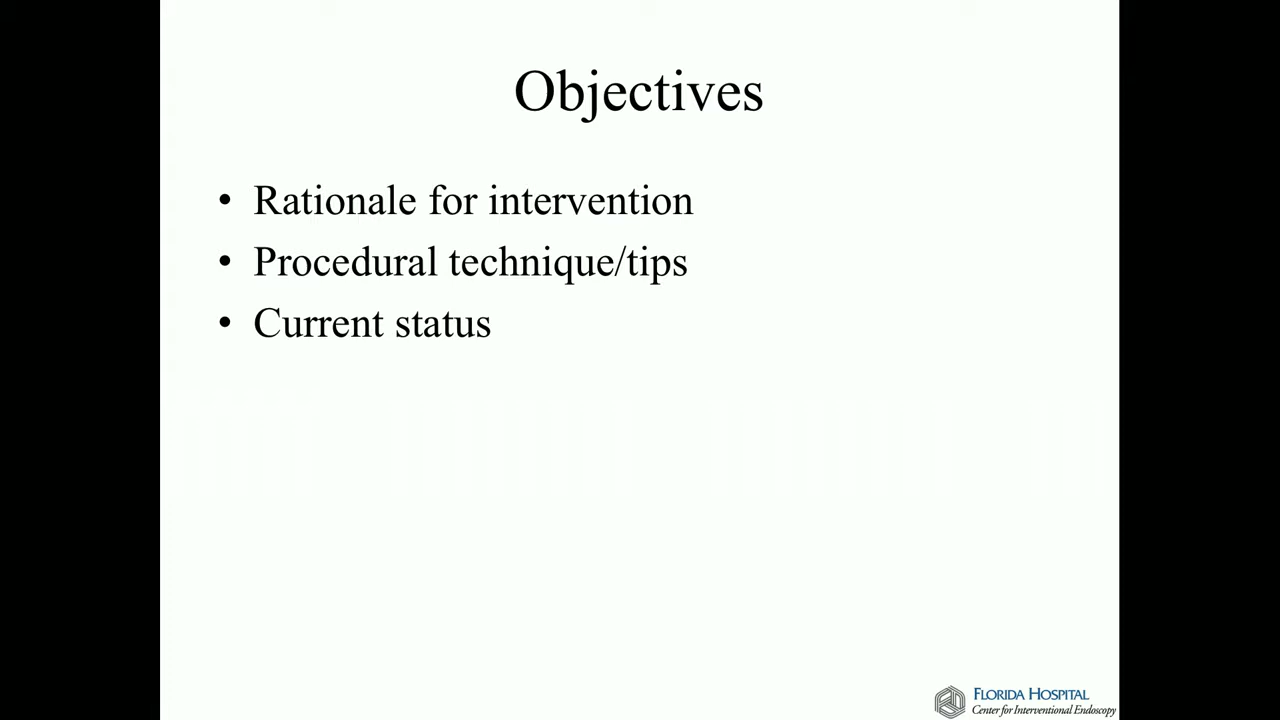 Objectives
• Rationale for intervention
• Procedural technique/tips
• Current status
FLORIDA HOSPITAL
Center for Interventional Endoscopy